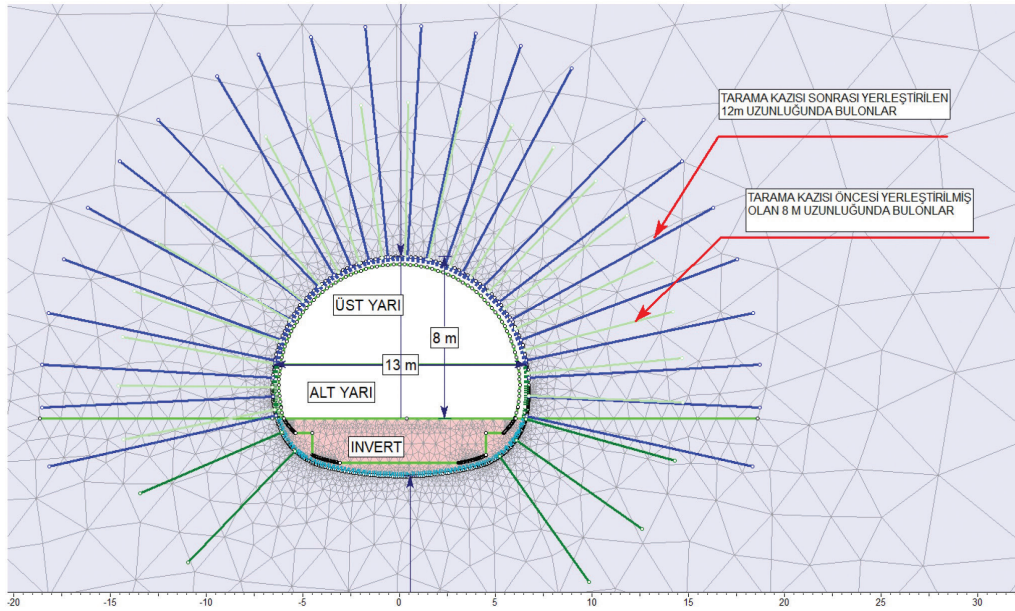 TARAMA KAZISI SONRASI YERLEŞTİRİLEN
12m UZUNLUĞUNDA BULONLAR
TARAMA KAZISI ÖNCESİ YERLEŞTİRİLMİŞ
OLAN 8 M UZUNLUĞUNDA BULONLAR
ÜST YARI
8 m
13 m
ALT YARI
INVERT
-20 -15 -10 -5 0 5 10 15 20 25 30